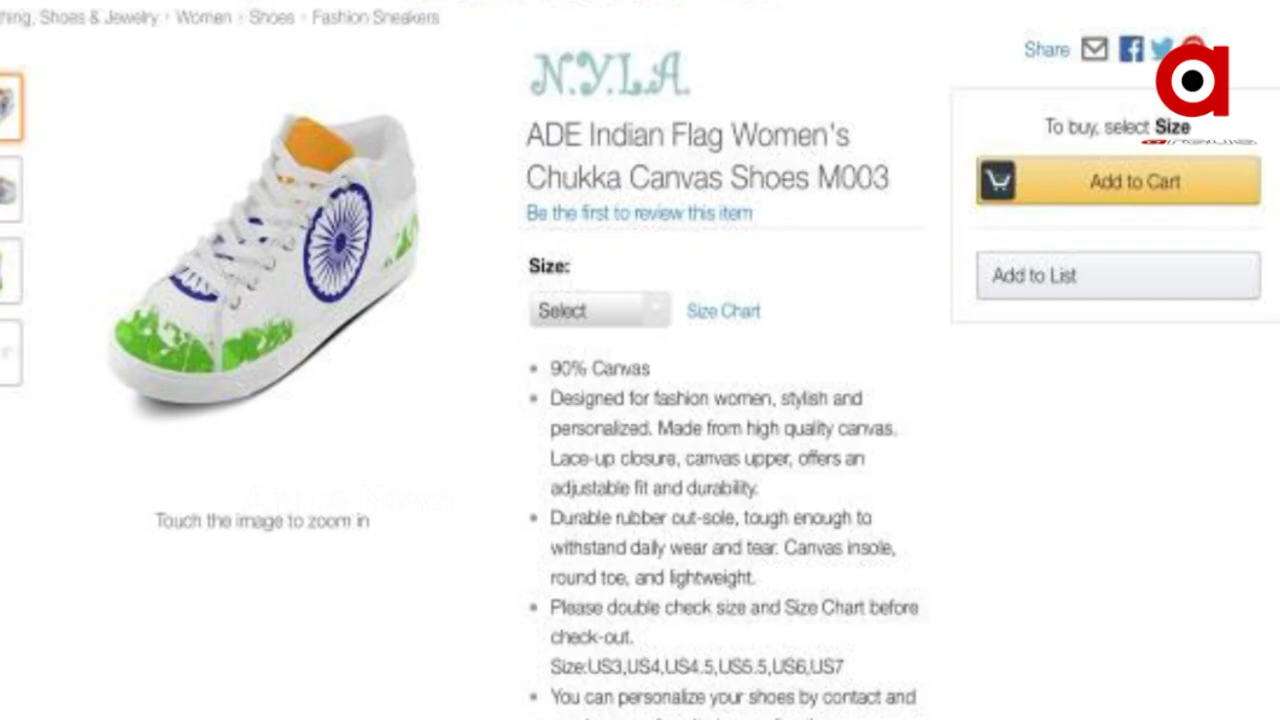 Shoes & Jewelry › Women › Shoes › Fashion Sneakers
Share
N.Y.L.A.
ADE Indian Flag Women's
Chukka Canvas Shoes M003
Be the first to review this item
To buy, select Size
Add to Cart
Add to List
Size:
Select
Size Chart
• 90% Canvas
• Designed for fashion women, stylish and
personalized. Made from high quality canvas.
Lace-up closure, canvas upper, offers an
adjustable fit and durability.
• Durable rubber out-sole, tough enough to
withstand daily wear and tear. Canvas insole,
round toe, and lightweight.
• Please double check size and Size Chart before
check-out.
Size:US3,US4,US4.5,US5.5,US6,US7
• You can personalize your shoes by contact and
Touch the image to zoom in